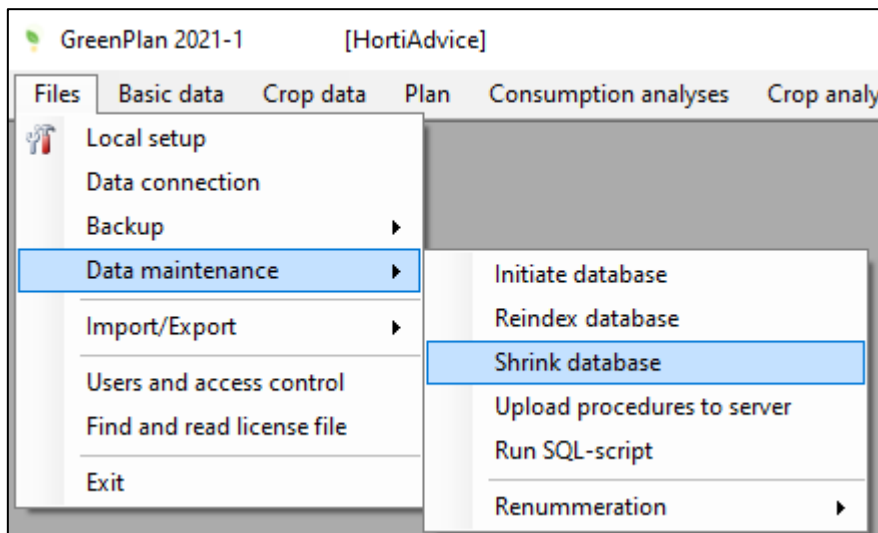 GreenPlan 2021-1 [HortiAdvice]
Files Basic data Crop data Plan Consumption analyses Crop analy
Local setup
Data connection
Backup
Data maintenance
Import/Export
Users and access control
Find and read license file
Exit
Initiate database
Reindex database
Shrink database
Upload procedures to server
Run SQL-script
Renummeration